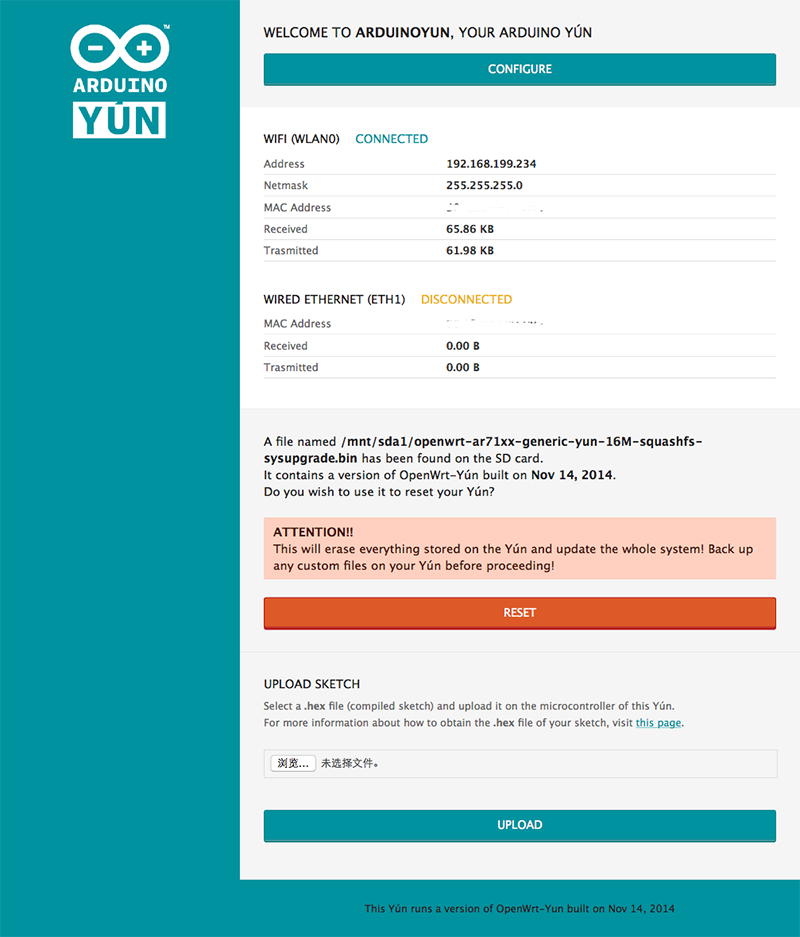 ARDUINO
YÚN
™
WELCOME TO ARDUINOYUN, YOUR ARDUINO YÚN
CONFIGURE
WIFI (WLAN0) CONNECTED
Address 192.168.199.234
Netmask 255.255.255.0
MAC Address
Received 65.86 KB
Trasmitted 61.98 KB
WIRED ETHERNET (ETH1) DISCONNECTED
MAC Address
Received 0.00 B
Trasmitted 0.00 B
A file named /mnt/sda1/openwrt-ar71xx-generic-yun-16M-squashfs-
sysupgrade.bin has been found on the SD card.
It contains a version of OpenWrt-Yún built on Nov 14, 2014.
Do you wish to use it to reset your Yún?
ATTENTION!!
This will erase everything stored on the Yún and update the whole system! Back up
any custom files on your Yún before proceeding!
RESET
UPLOAD SKETCH
Select a .hex file (compiled sketch) and upload it on the microcontroller of this Yún.
For more information about how to obtain the .hex file of your sketch, visit this page.
浏览... 未选择文件。
UPLOAD
This Yún runs a version of OpenWrt-Yun built on Nov 14, 2014